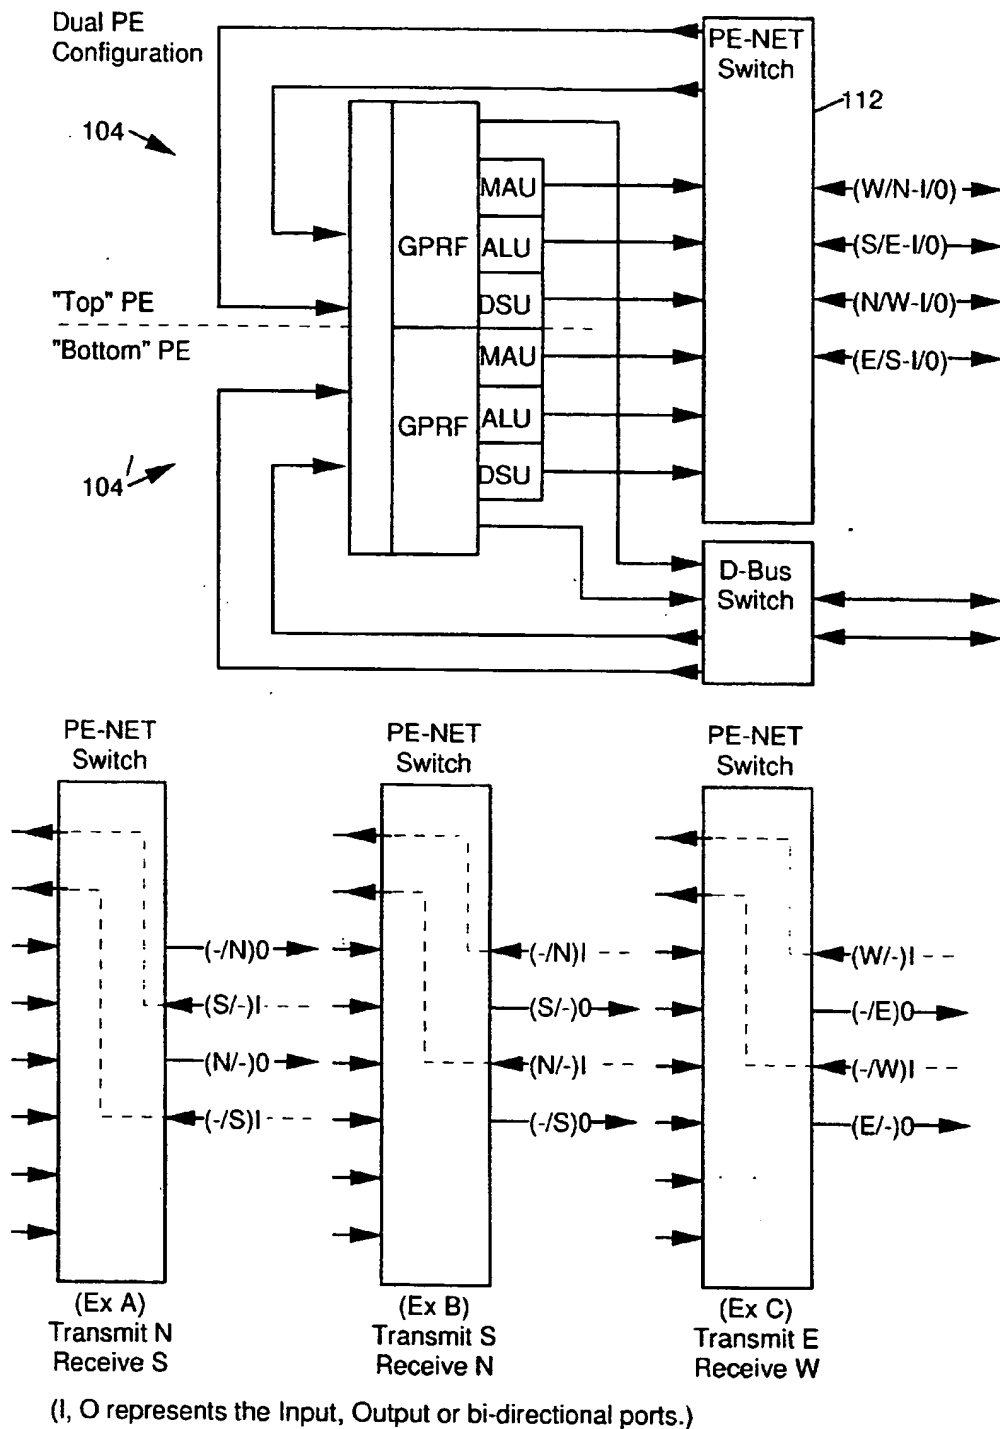 Dual PE
Configuration
PE-NET
Switch
112
104
MAU
(W/N-I/0)
GPRF
ALU
(S/E-I/0)
"Top" PE
DSU
(N/W-I/0)
"Bottom" PE
MAU
(E/S-I/0)
GPRF
ALU
104'
DSU
D-Bus
Switch
PE-NET
Switch
(-/N)0
(S/-)I
(N/-)0
(-/S)I
(Ex A)
Transmit N
Receive S
PE-NET
Switch
(-/N)I
(S/-)0
(N/-)I
(-/S)0
(Ex B)
Transmit S
Receive N
PE-NET
Switch
(W/-)I
(-/E)0
(-/W)I
(E/-)0
(Ex C)
Transmit E
Receive W
(I, O represents the Input, Output or bi-directional ports.)